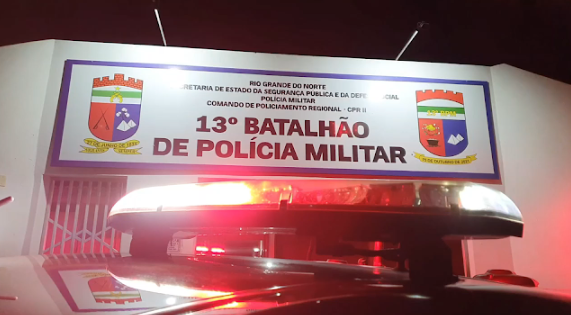 RIO GRANDE DO NORTE
SECRETARIA DE ESTADO DA SEGURANÇA PÚBLICA E DA DEFESA SOCIAL
POLÍCIA MILITAR
COMANDO DE POLICIAMENTO REGIONAL - CPR II
13º BATALHÃO
DE POLÍCIA MILITAR